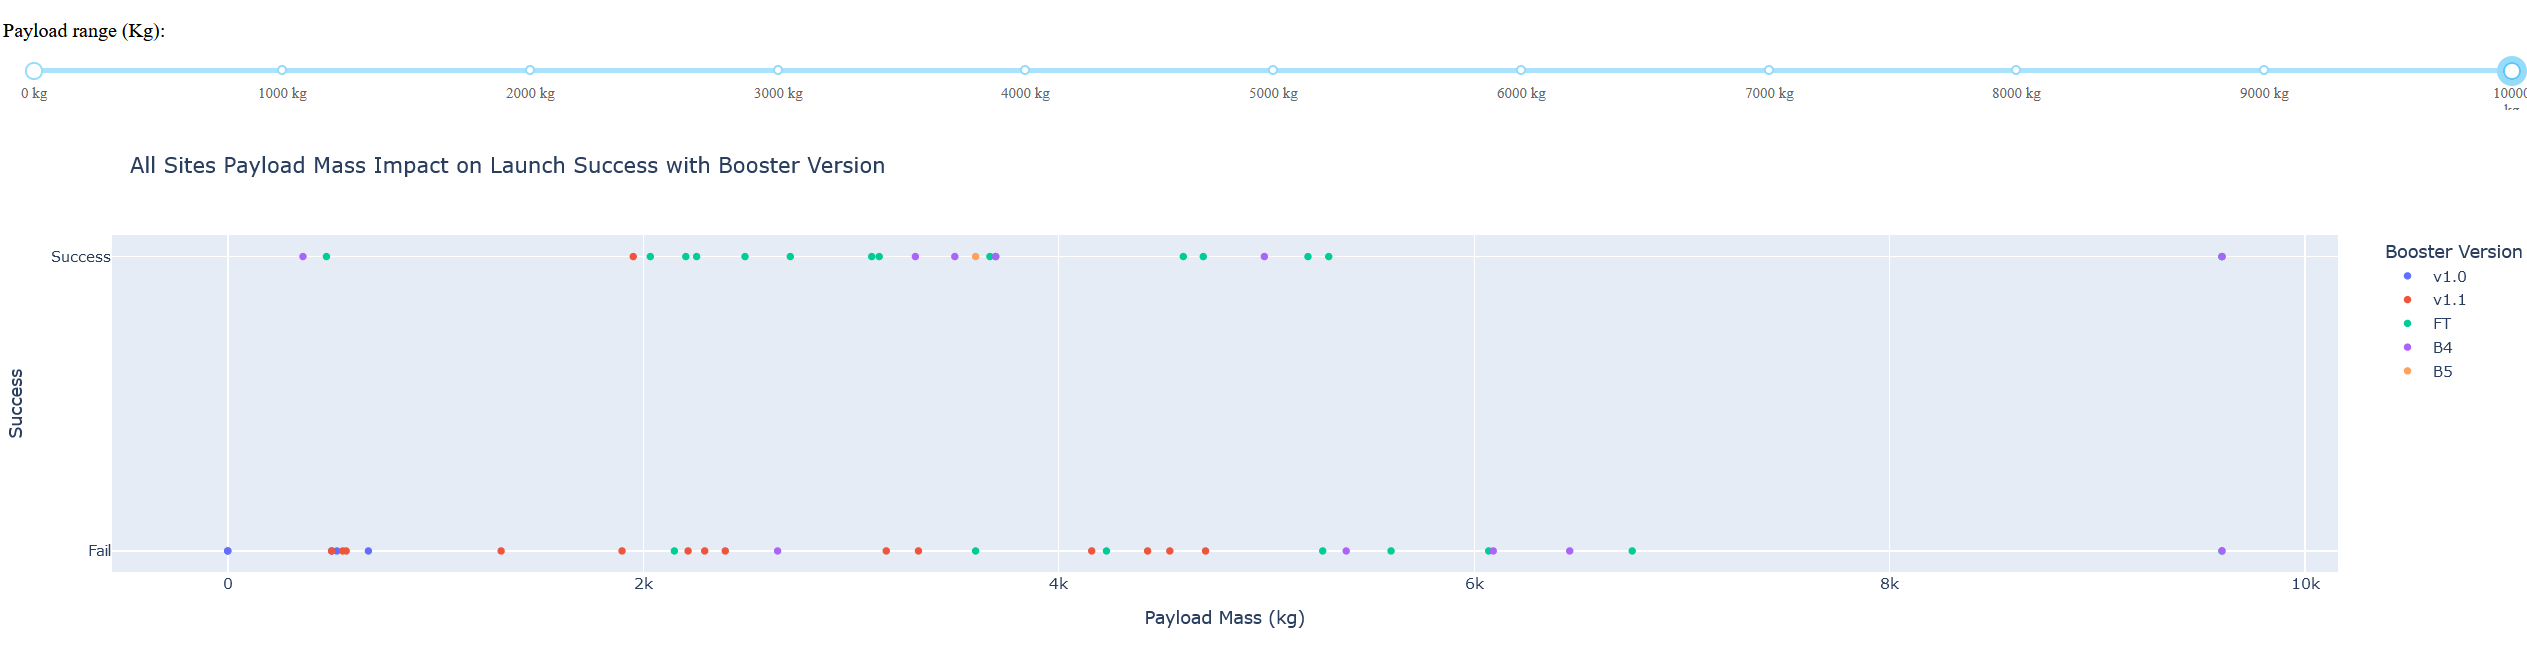 Payload range (Kg):
0 kg 1000 kg 2000 kg 3000 kg 4000 kg 5000 kg 6000 kg 7000 kg 8000 kg 9000 kg 10000
All Sites Payload Mass Impact on Launch Success with Booster Version
Success
Fail
Success
0 2k 4k 6k 8k 10k
Payload Mass (kg)
Booster Version
v1.0
v1.1
FT
B4
B5